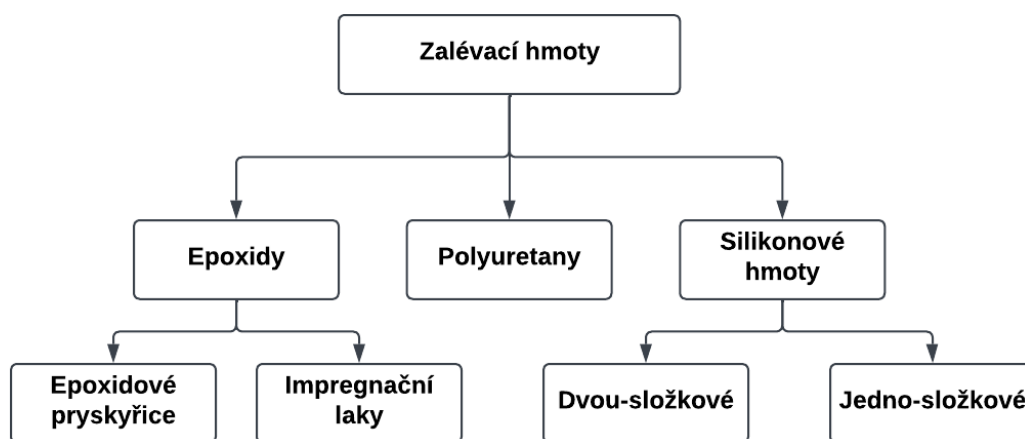 Zalévací hmoty
Epoxidy
Polyuretany
Silikonové
hmoty
Epoxidové
pryskyřice
Impregnační
laky
Dvou-složkové
Jedno-složkové